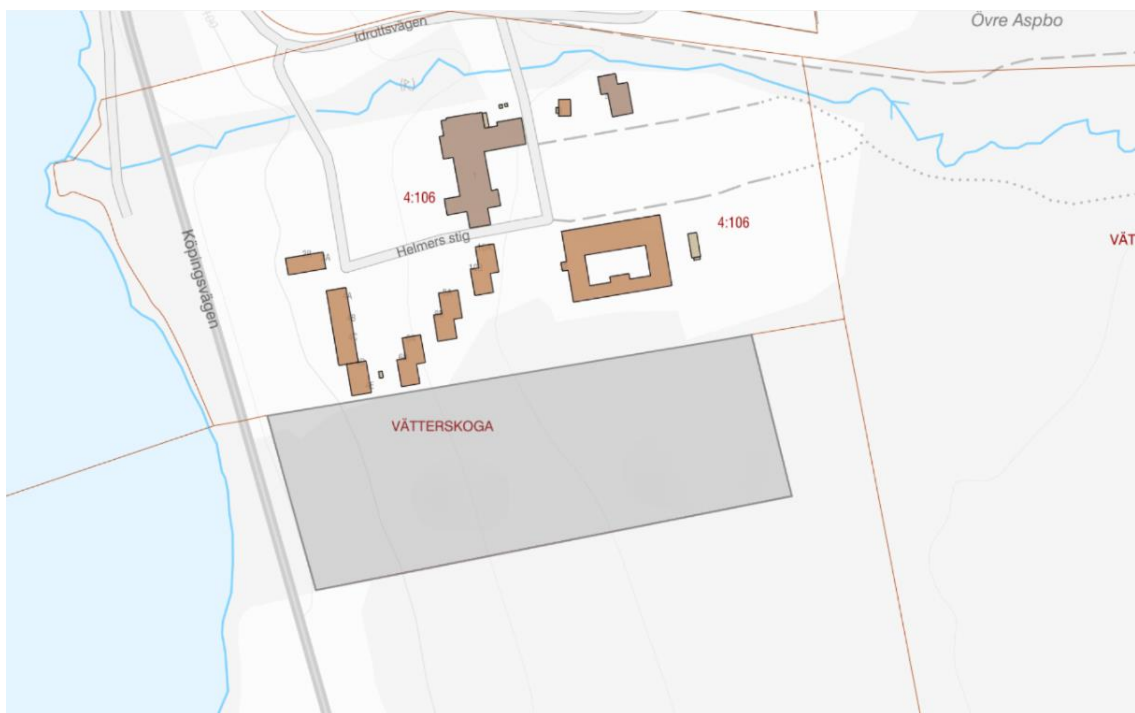 Övre Aspbo
Idrottsvägen
4:106
4:106
Helmers stig
Köpingsvägen
VÄT
VÄTTERSKOGA